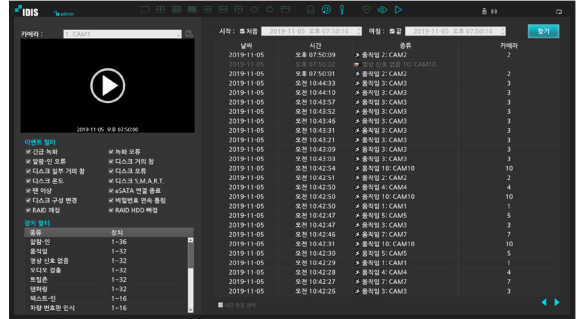 IDIS admin
카메라 : 1. CAM1
2019-11-05 오후 07:50:00
이벤트 필터
긴급 녹화 녹화 오류
알람-인 오류 디스크 거의 참
디스크 일부 거의 참 디스크 오류
디스크 온도 디스크 S.M.A.R.T.
팬 이상 eSATA 연결 종료
디스크 구성 변경 비밀번호 연속 틀림
RAID 깨짐 RAID HDD 빠짐
장치 필터
종류 장치
알람-인 1~36
움직임 1~32
영상 신호 없음 1~32
오디오 검출 1~32
트립존 1~32
템퍼링 1~32
텍스트-인 1~16
차량 번호판 인식 1~16
시작 : 처음 2019-11-05 오후 07:50:16 마침 : 끝 2019-11-05 오후 07:50:16 찾기
날짜 시간 종류 카메라
2019-11-05 오후 07:50:09 움직임 2: CAM2 2
2019-11-05 오후 07:50:02 영상 신호 없음 10: CAM10
2019-11-05 오후 07:50:01 움직임 2: CAM2 2
2019-11-05 오전 10:44:33 움직임 3: CAM3 3
2019-11-05 오전 10:44:10 움직임 3: CAM3 3
2019-11-05 오전 10:43:57 움직임 3: CAM3 3
2019-11-05 오전 10:43:52 움직임 3: CAM3 3
2019-11-05 오전 10:43:46 움직임 3: CAM3 3
2019-11-05 오전 10:43:31 움직임 3: CAM3 3
2019-11-05 오전 10:43:21 움직임 3: CAM3 3
2019-11-05 오전 10:43:09 움직임 3: CAM3 3
2019-11-05 오전 10:43:03 움직임 3: CAM3 3
2019-11-05 오전 10:42:54 움직임 10: CAM10 10
2019-11-05 오전 10:42:51 움직임 2: CAM2 2
2019-11-05 오전 10:42:50 움직임 4: CAM4 4
2019-11-05 오전 10:42:50 움직임 10: CAM10 10
2019-11-05 오전 10:42:50 움직임 1: CAM1 1
2019-11-05 오전 10:42:47 움직임 5: CAM5 5
2019-11-05 오전 10:42:47 움직임 3: CAM3 3
2019-11-05 오전 10:42:46 움직임 7: CAM7 7
2019-11-05 오전 10:42:31 움직임 10: CAM10 10
2019-11-05 오전 10:42:30 움직임 5: CAM5 5
2019-11-05 오전 10:42:29 움직임 1: CAM1 1
2019-11-05 오전 10:42:28 움직임 4: CAM4 4
2019-11-05 오전 10:42:27 움직임 7: CAM7 7
2019-11-05 오전 10:42:26 움직임 3: CAM3 3